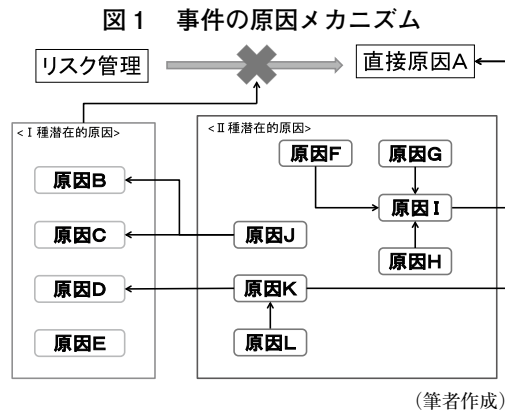 図1 事件の原因メカニズム
リスク管理
直接原因A
<Ⅰ種潜在的原因>
<Ⅱ種潜在的原因>
原因F
原因G
原因B
原因I
原因C
原因J
原因H
原因D
原因K
原因E
原因L
（筆者作成）